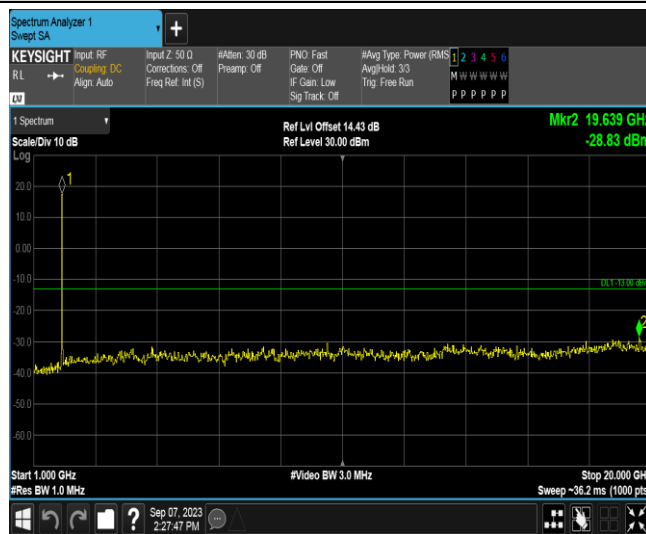 Spectrum Analyzer 1
Swept SA
KEYSIGHT Input: RF Input Z: 50 Ω #Atten: 30 dB PNO: Fast #Avg Type: Power (RMS 1 2 3 4 5 6
RL Coupling: DC Corrections: Off Preamp: Off Gate: Off Avg|Hold: 3/3 M W W W W W
Align: Auto Freq Ref: Int (S) IF Gain: Low Trig: Free Run
Sig Track: Off P P P P P P
LXI
1 Spectrum Ref Lvl Offset 14.43 dB Mkr2 19.639 GHz
Scale/Div 10 dB Ref Level 30.00 dBm -28.83 dBm
Log
1
20.0
10.0
0.00
-10.0
DL1 -13.00 dBm
-20.0
2
-30.0
-40.0
-50.0
-60.0
Start 1.000 GHz #Video BW 3.0 MHz Stop 20.000 GH
#Res BW 1.0 MHz Sweep ~36.2 ms (1000 pts
? Sep 07, 2023
2:27:47 PM